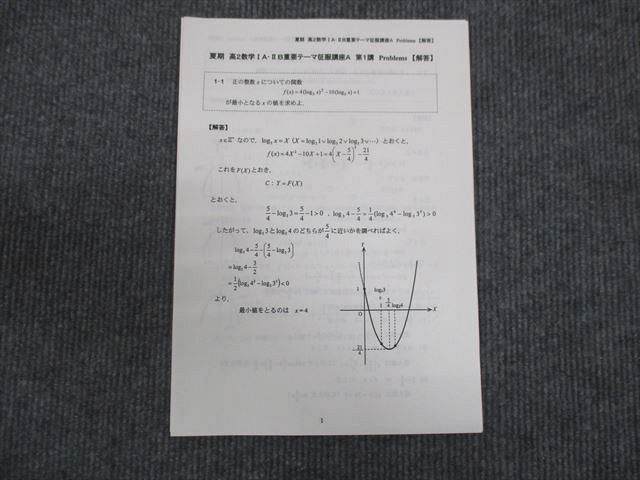 夏期 高2数学ⅠA・ⅡB重要テーマ征服講座A Problems【解答】
夏期 高2数学ⅠA・ⅡB重要テーマ征服講座A 第1講 Problems【解答】
1-1 正の整数 x についての関数
f(x)=4(log₃x)²-10(log₃x)+1
が最小となる x の値を求めよ．
【解答】
x∈ℤ⁺ なので，log₃x=X (X=log₃1∨log₃2∨log₃3∨…) とおくと，
f(x)=4X²-10X+1=4(X-5/4)²-21/4
これを F(X) とおき，
C：Y=F(X)
とおくと，
5/4-log₃3=5/4-1>0，log₃4-5/4=1/4(log₃4⁴-log₃3⁵)>0
したがって，log₃3 と log₃4 のどちらが 5/4 に近いかを調べればよく，
log₃4-5/4-(5/4-log₃3)
=log₃4-3/2
=1/2(log₃4²-log₃3³)<0
より，
最小値をとるのは x=4
Y
1
log₃3
O
1
5/4
log₃4
X
-21/4
1